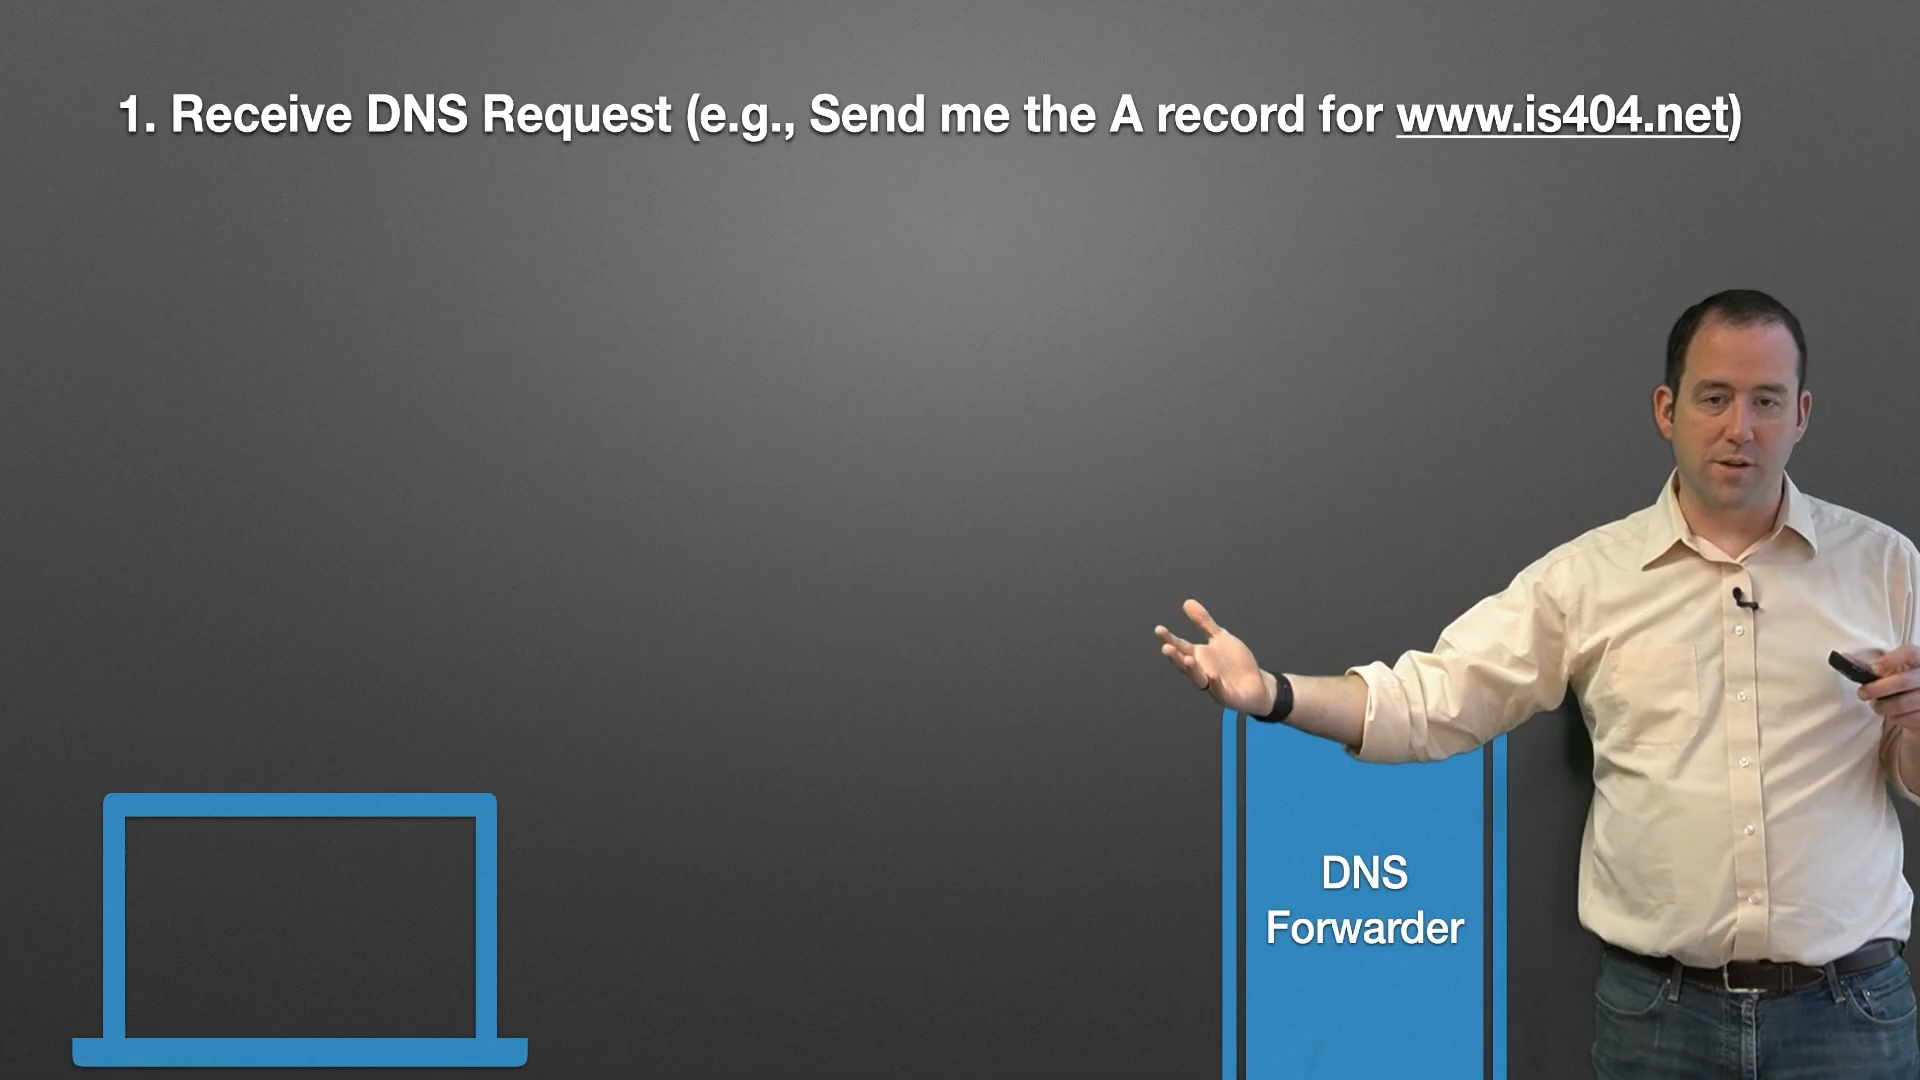 1. Receive DNS Request (e.g., Send me the A record for www.is404.net)
DNS
Forwarder